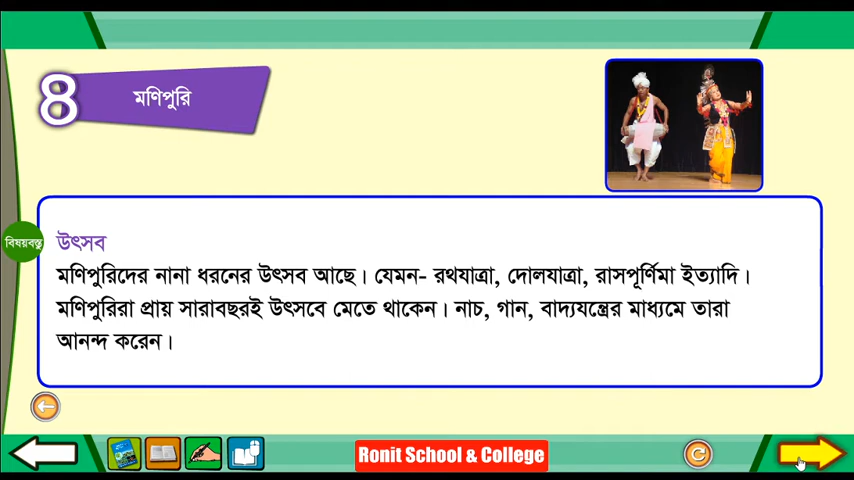 ৪
মণিপুরি
বিষয়বস্তু
উৎসব
মণিপুরিদের নানা ধরনের উৎসব আছে। যেমন- রথযাত্রা, দোলযাত্রা, রাসপূর্ণিমা ইত্যাদি।
মণিপুরিরা প্রায় সারাবছরই উৎসবে মেতে থাকেন। নাচ, গান, বাদ্যযন্ত্রের মাধ্যমে তারা
আনন্দ করেন।
Ronit School & College